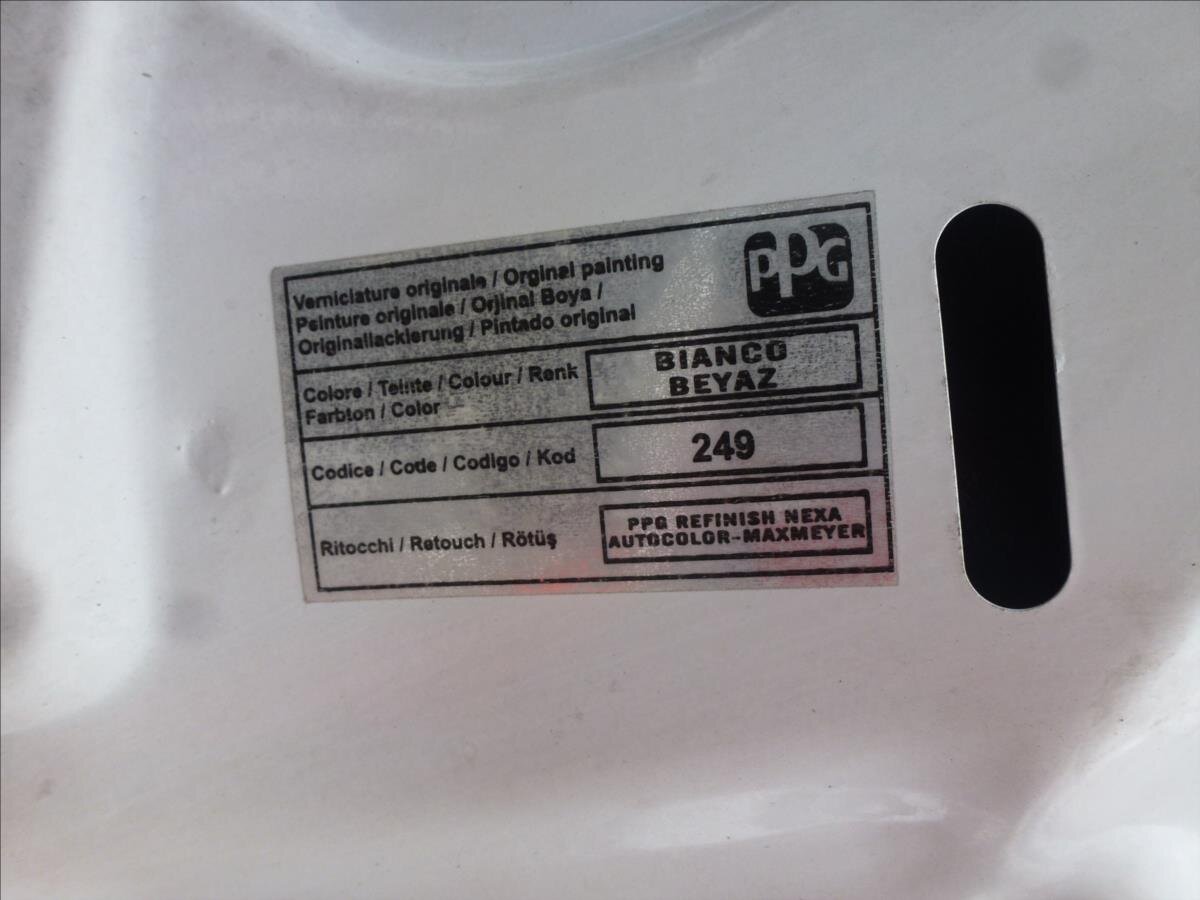 Verniciature originale / Orginal painting
Peinture originale / Orjinal Boya /
Originallackierung / Pintado original
PPG
Colore / Teinte / Colour / Renk
Farbton / Color
BIANCO
BEYAZ
Codice / Code / Codigo / Kod
249
Ritocchi / Retouch / Rötüş
PPG REFINISH NEXA
AUTOCOLOR-MAXMEYER